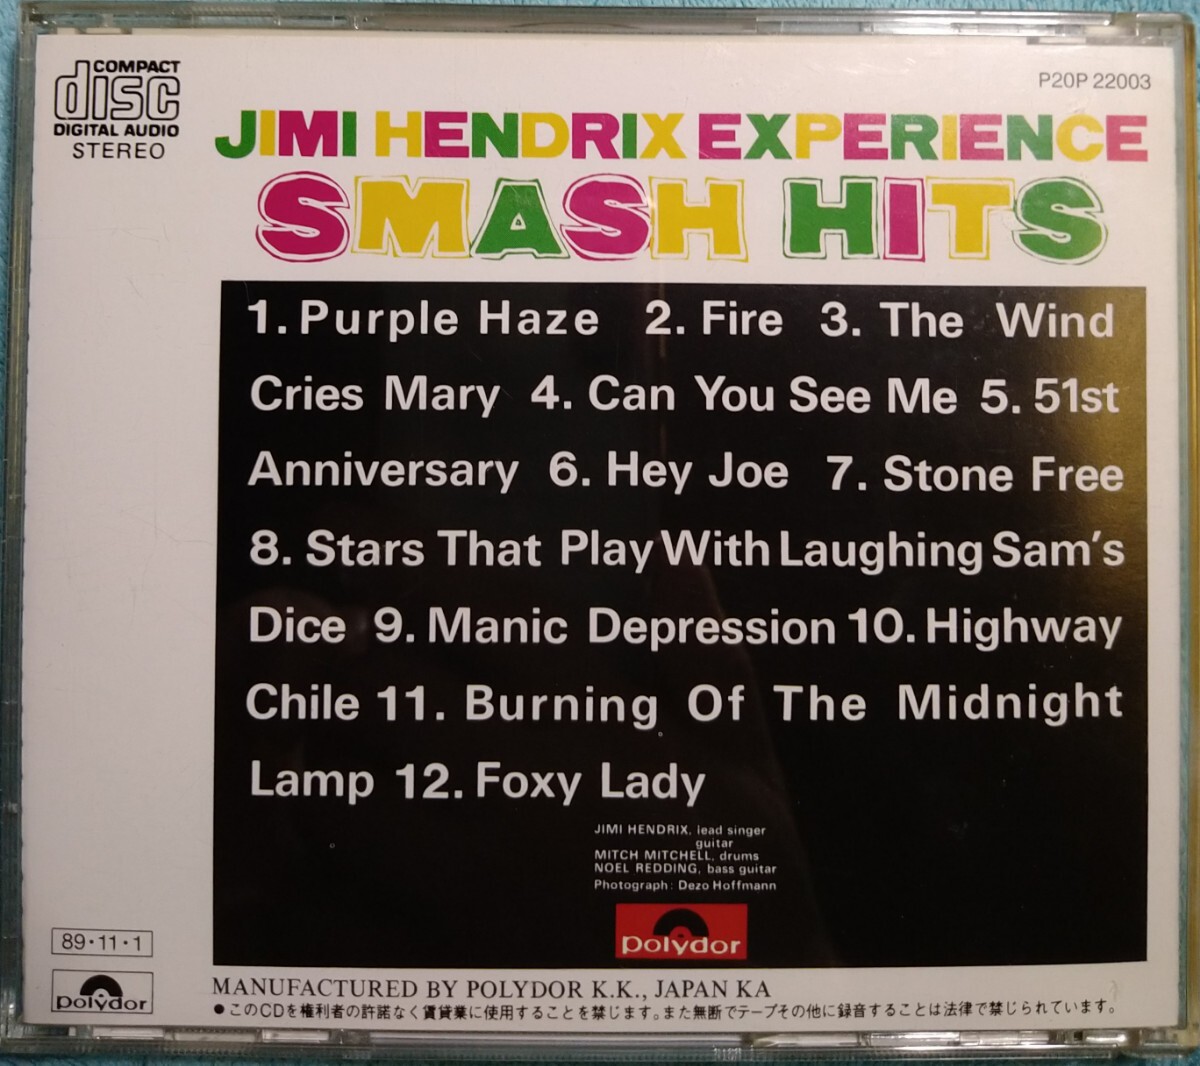 COMPACT
disc
DIGITAL AUDIO
STEREO
P20P 22003
JIMI HENDRIX EXPERIENCE
SMASH HITS
1. Purple Haze 2. Fire 3. The Wind
Cries Mary 4. Can You See Me 5. 51st
Anniversary 6. Hey Joe 7. Stone Free
8. Stars That Play With Laughing Sam's
Dice 9. Manic Depression 10. Highway
Chile 11. Burning Of The Midnight
Lamp 12. Foxy Lady
JIMI HENDRIX, lead singer
guitar
MITCH MITCHELL, drums
NOEL REDDING, bass guitar
Photograph: Dezo Hoffmann
polydor
89・11・1
polydor
MANUFACTURED BY POLYDOR K.K., JAPAN KA
●このCDを権利者の許諾なく賃貸業に使用することを禁じます。また無断でテープその他に録音することは法律で禁じられています。